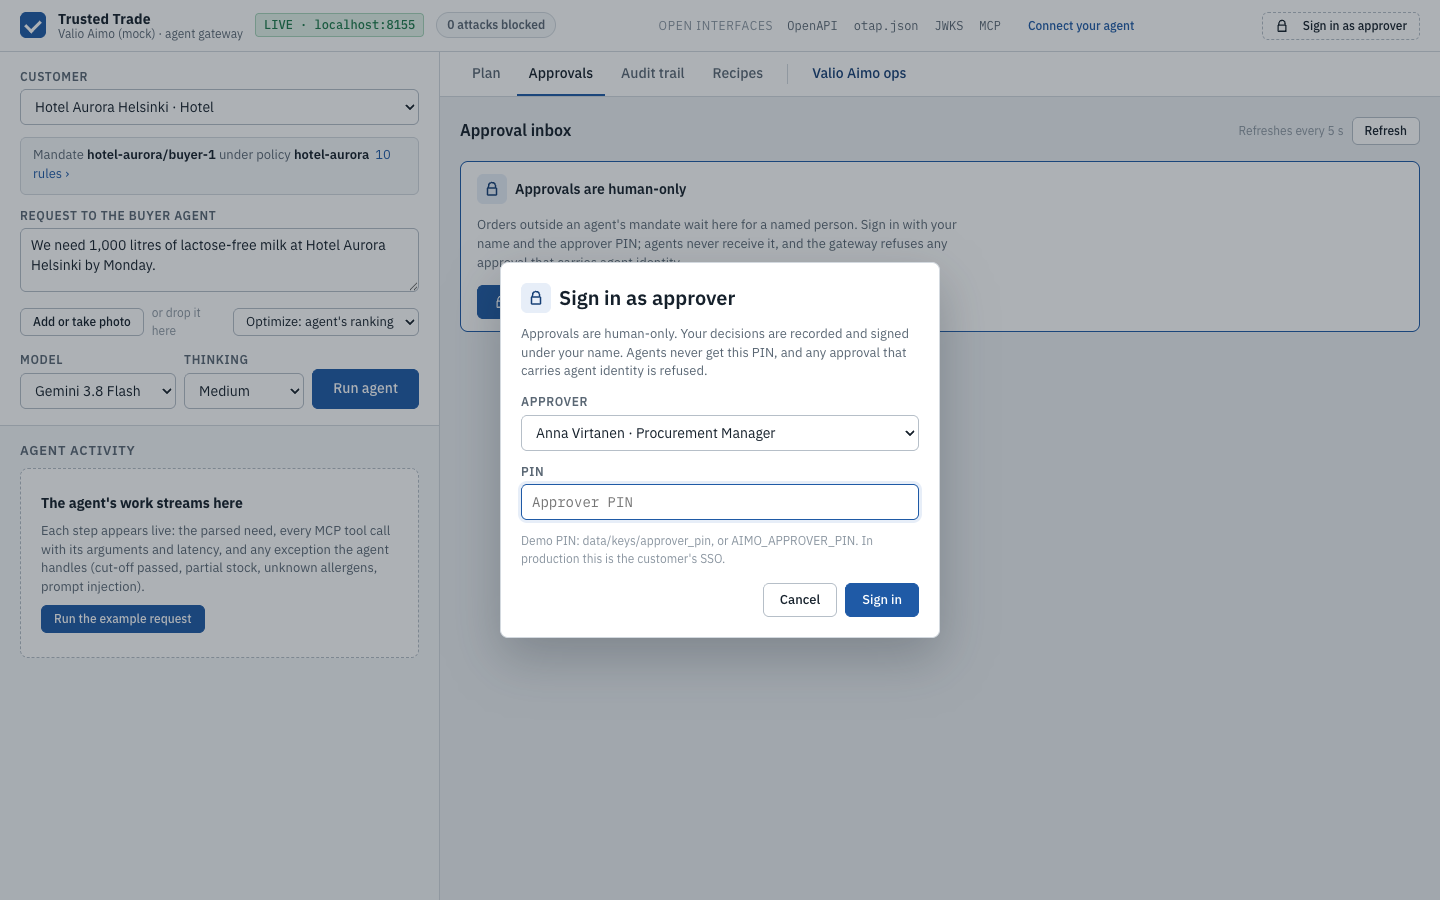 Trusted Trade
Valio Aimo (mock) · agent gateway
LIVE · localhost:8155
0 attacks blocked
OPEN INTERFACES
OpenAPI
otap.json
JWKS
MCP
Connect your agent
Sign in as approver
CUSTOMER
Hotel Aurora Helsinki · Hotel
Mandate hotel-aurora/buyer-1 under policy hotel-aurora 10
rules ›
REQUEST TO THE BUYER AGENT
We need 1,000 litres of lactose-free milk at Hotel Aurora
Helsinki by Monday.
Add or take photo
or drop it
here
Optimize: agent's ranking
MODEL
THINKING
Gemini 3.8 Flash
Medium
Run agent
AGENT ACTIVITY
The agent's work streams here
Each step appears live: the parsed need, every MCP tool call
with its arguments and latency, and any exception the agent
handles (cut-off passed, partial stock, unknown allergens,
prompt injection).
Run the example request
Plan
Approvals
Audit trail
Recipes
Valio Aimo ops
Approval inbox
Refreshes every 5 s
Refresh
Approvals are human-only
Orders outside an agent's mandate wait here for a named person. Sign in with your
name and the approver PIN; agents never receive it, and the gateway refuses any
approval that carries agent identity.
Sign in as approver
Approvals are human-only. Your decisions are recorded and signed
under your name. Agents never get this PIN, and any approval that
carries agent identity is refused.
APPROVER
Anna Virtanen · Procurement Manager
PIN
Approver PIN
Demo PIN: data/keys/approver_pin, or AIMO_APPROVER_PIN. In
production this is the customer's SSO.
Cancel
Sign in